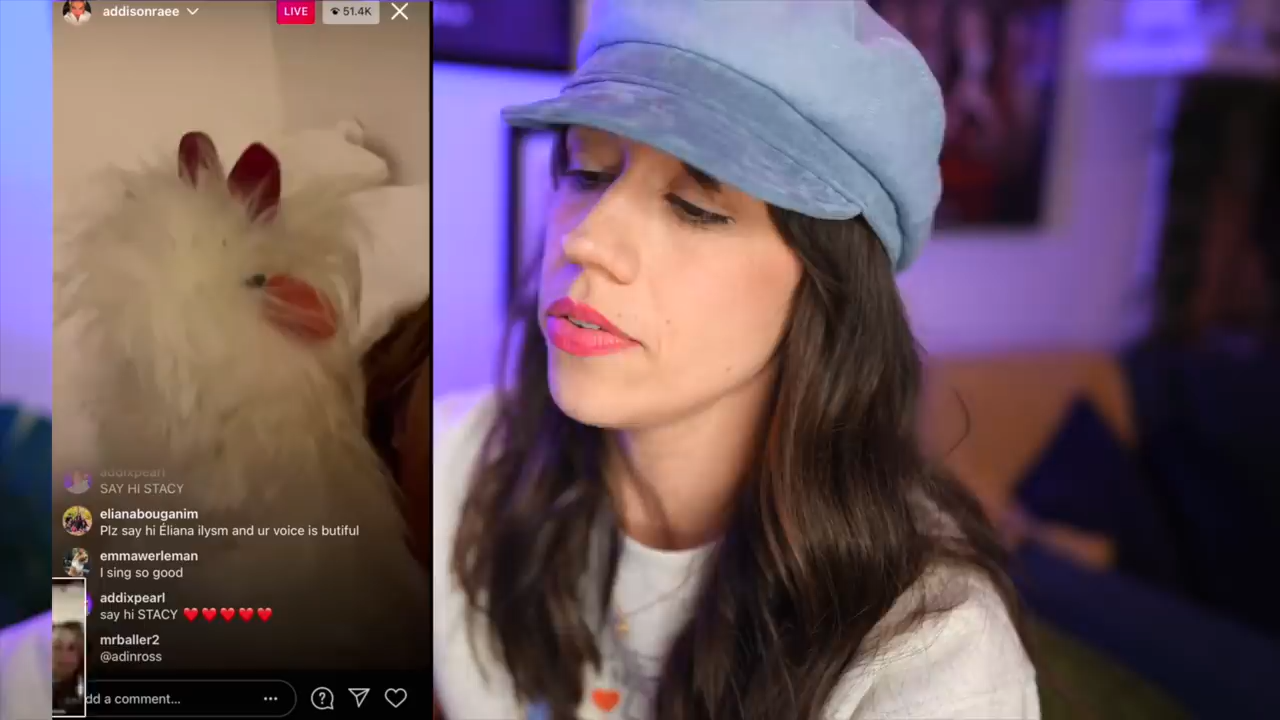 addisonraee
LIVE
51.4K
addixpearl
SAY HI STACY
elianabouganim
Plz say hi Éliana ilysm and ur voice is butiful
emmawerleman
I sing so good
addixpearl
say hi STACY ❤️❤️❤️❤️❤️
mrballer2
@adinross
dd a comment...